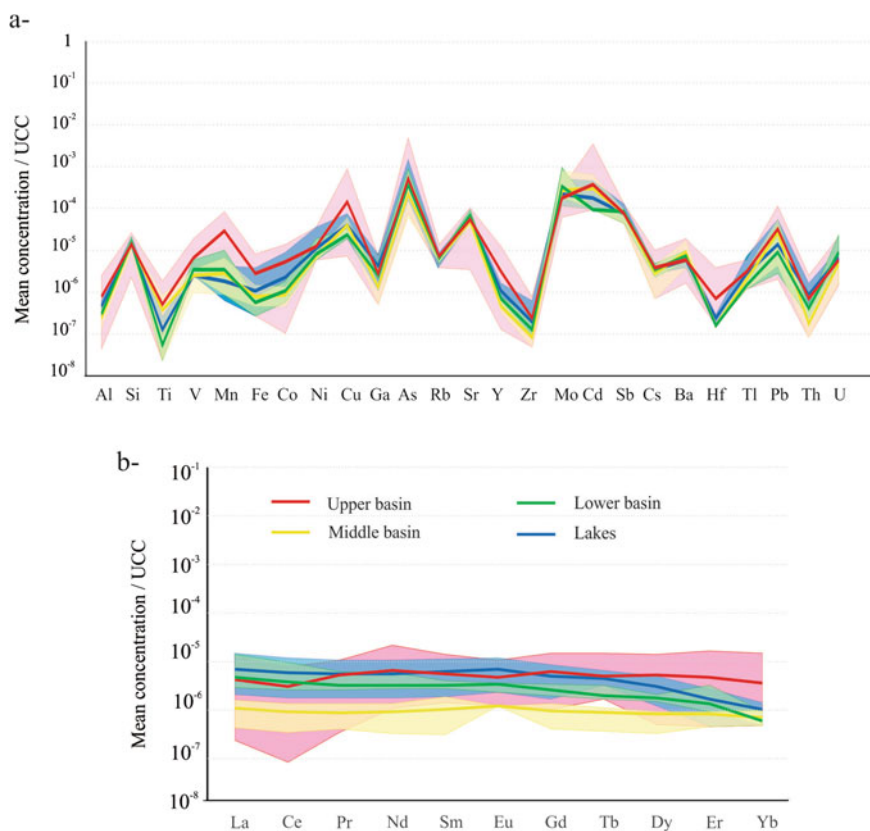 a-
1
10-1
10-2
10-3
10-4
10-5
10-6
10-7
10-8
Mean concentration / UCC
Al Si Ti V Mn Fe Co Ni Cu Ga As Rb Sr Y Zr Mo Cd Sb Cs Ba Hf Tl Pb Th U
b-
10-1
10-2
10-3
10-4
10-5
10-6
10-7
10-8
Mean concentration / UCC
Upper basin Lower basin
Middle basin Lakes
La Ce Pr Nd Sm Eu Gd Tb Dy Er Yb